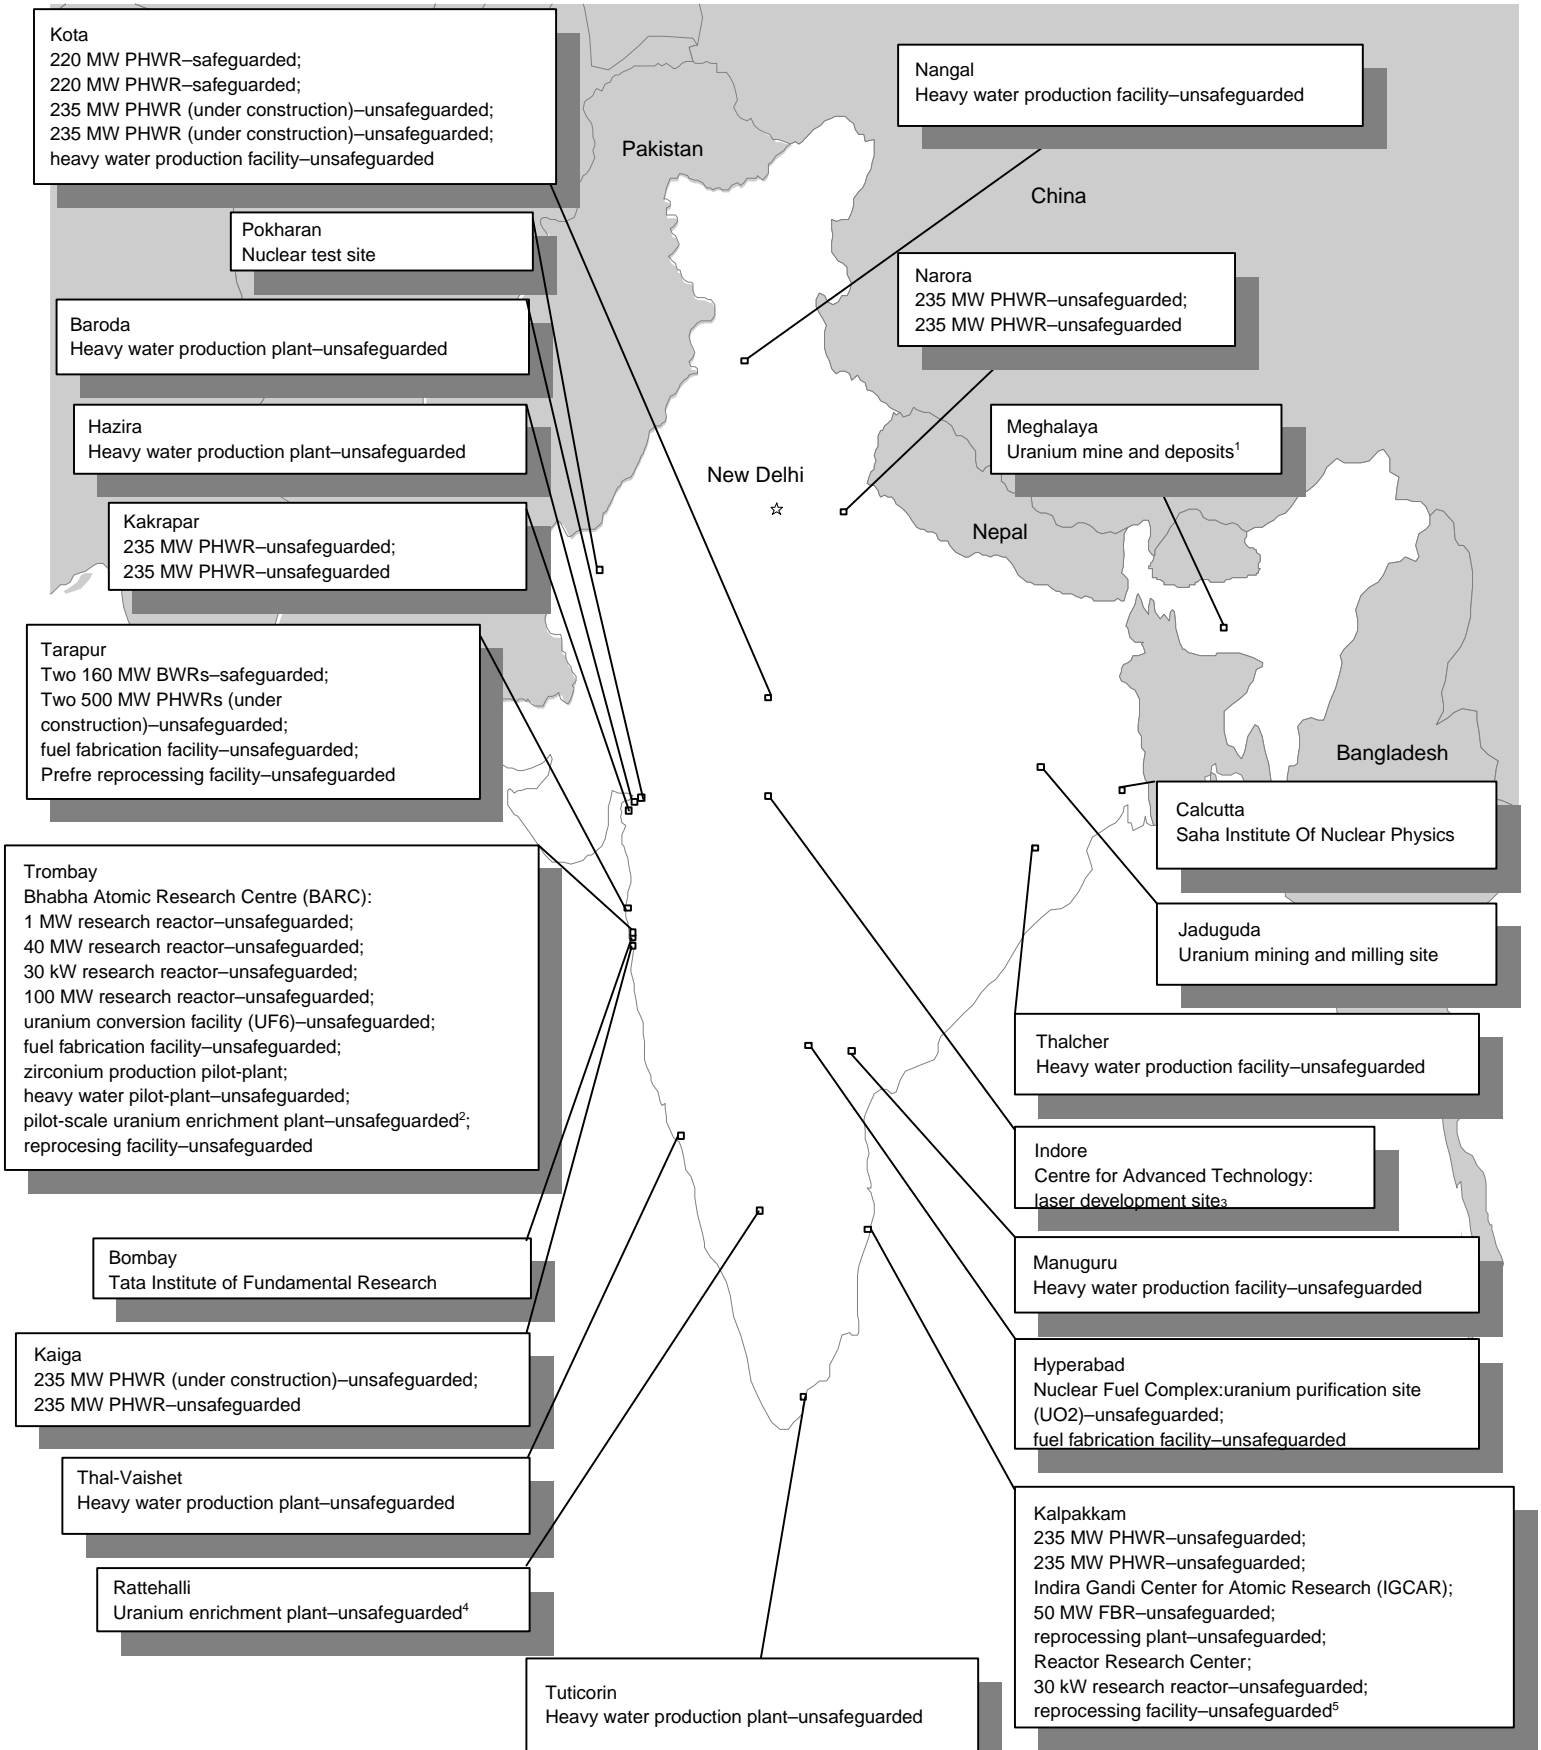 Kota
220 MW PHWR–safeguarded;
220 MW PHWR–safeguarded;
235 MW PHWR (under construction)–unsafeguarded;
235 MW PHWR (under construction)–unsafeguarded;
heavy water production facility–unsafeguarded
Nangal
Heavy water production facility–unsafeguarded
Pakistan
China
Pokharan
Nuclear test site
Narora
235 MW PHWR–unsafeguarded;
235 MW PHWR–unsafeguarded
Baroda
Heavy water production plant–unsafeguarded
Hazira
Heavy water production plant–unsafeguarded
Meghalaya
Uranium mine and deposits¹
New Delhi
Nepal
Kakrapar
235 MW PHWR–unsafeguarded;
235 MW PHWR–unsafeguarded
Tarapur
Two 160 MW BWRs–safeguarded;
Two 500 MW PHWRs (under
construction)–unsafeguarded;
fuel fabrication facility–unsafeguarded;
Prefre reprocessing facility–unsafeguarded
Bangladesh
Calcutta
Saha Institute Of Nuclear Physics
Trombay
Bhabha Atomic Research Centre (BARC):
1 MW research reactor–unsafeguarded;
40 MW research reactor–unsafeguarded;
30 kW research reactor–unsafeguarded;
100 MW research reactor–unsafeguarded;
uranium conversion facility (UF6)–unsafeguarded;
fuel fabrication facility–unsafeguarded;
zirconium production pilot-plant;
heavy water pilot-plant–unsafeguarded;
pilot-scale uranium enrichment plant–unsafeguarded²;
reprocesing facility–unsafeguarded
Jaduguda
Uranium mining and milling site
Thalcher
Heavy water production facility–unsafeguarded
Indore
Centre for Advanced Technology:
laser development site₃
Bombay
Tata Institute of Fundamental Research
Manuguru
Heavy water production facility–unsafeguarded
Kaiga
235 MW PHWR (under construction)–unsafeguarded;
235 MW PHWR–unsafeguarded
Hyperabad
Nuclear Fuel Complex:uranium purification site
(UO2)–unsafeguarded;
fuel fabrication facility–unsafeguarded
Thal-Vaishet
Heavy water production plant–unsafeguarded
Kalpakkam
235 MW PHWR–unsafeguarded;
235 MW PHWR–unsafeguarded;
Indira Gandi Center for Atomic Research (IGCAR);
50 MW FBR–unsafeguarded;
reprocessing plant–unsafeguarded;
Reactor Research Center;
30 kW research reactor–unsafeguarded;
reprocessing facility–unsafeguarded⁵
Rattehalli
Uranium enrichment plant–unsafeguarded⁴
Tuticorin
Heavy water production plant–unsafeguarded